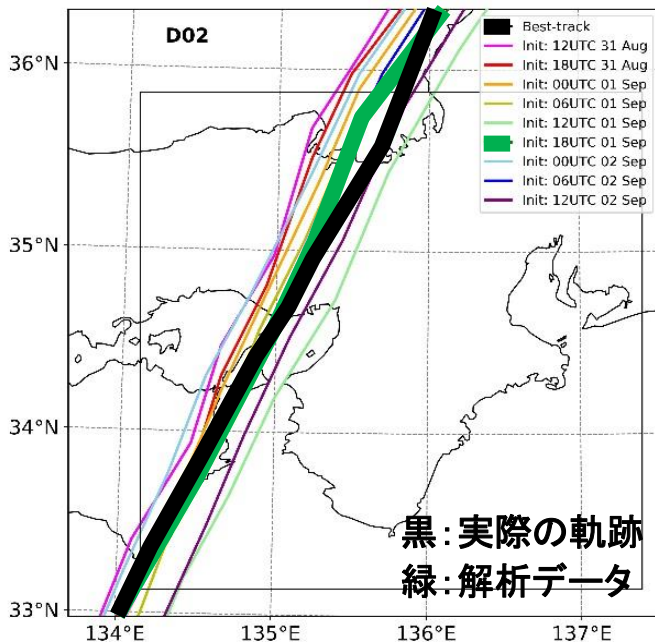 D02
Best-track
Init: 12UTC 31 Aug
Init: 18UTC 31 Aug
Init: 00UTC 01 Sep
Init: 06UTC 01 Sep
Init: 12UTC 01 Sep
Init: 18UTC 01 Sep
Init: 00UTC 02 Sep
Init: 06UTC 02 Sep
Init: 12UTC 02 Sep
36°N
35°N
34°N
33°N
黒:実際の軌跡
緑:解析データ
134°E
135°E
136°E
137°E